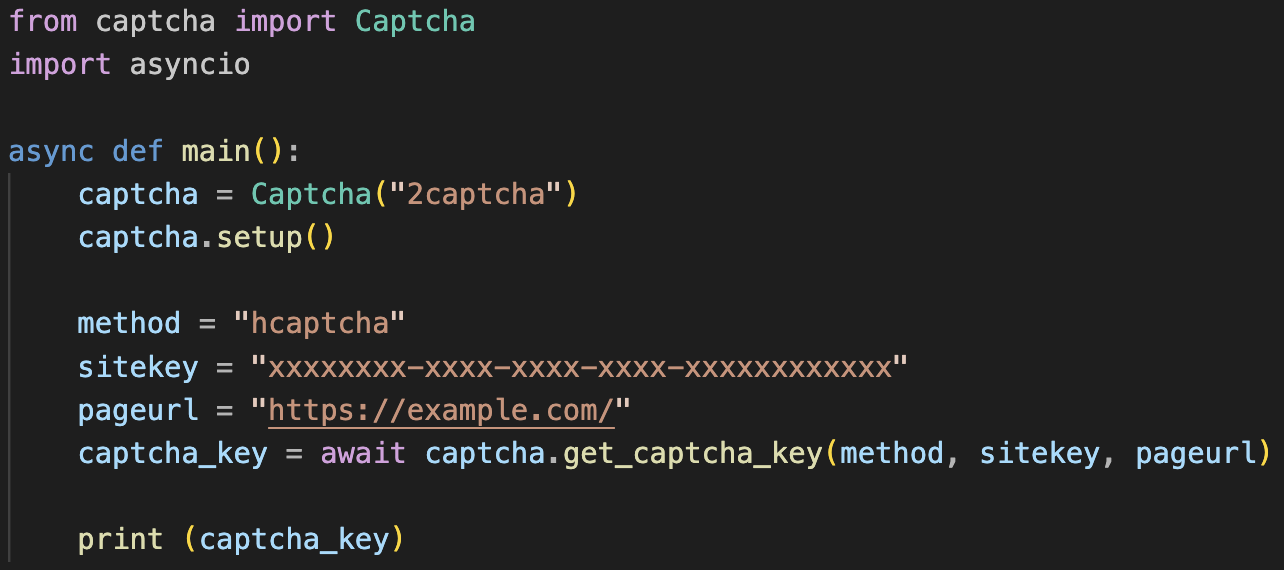 from captcha import Captcha
import asyncio

async def main():
    captcha = Captcha("2captcha")
    captcha.setup()

    method = "hcaptcha"
    sitekey = "xxxxxxxx-xxxx-xxxx-xxxx-xxxxxxxxxxxx"
    pageurl = "https://example.com/"
    captcha_key = await captcha.get_captcha_key(method, sitekey, pageurl)

    print (captcha_key)